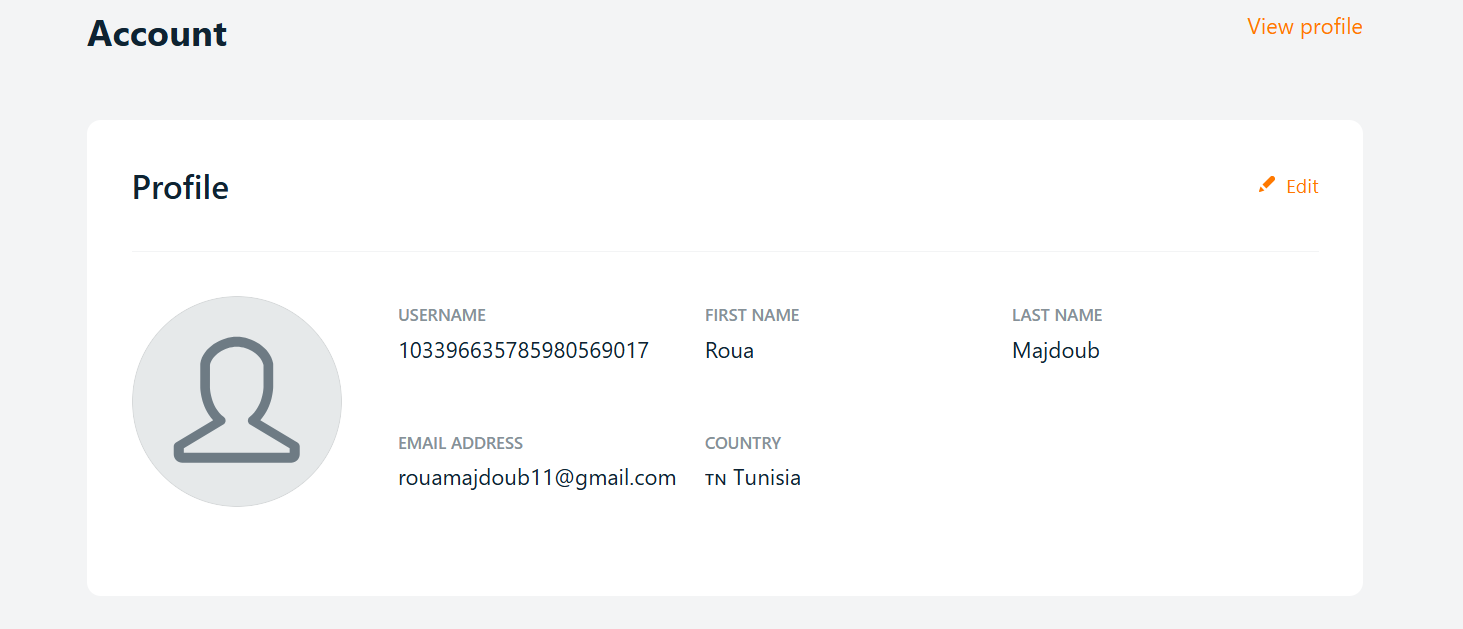 Account
View profile
Profile
Edit
USERNAME
FIRST NAME
LAST NAME
103396635785980569017
Roua
Majdoub
EMAIL ADDRESS
COUNTRY
rouamajdoub11@gmail.com
TN Tunisia